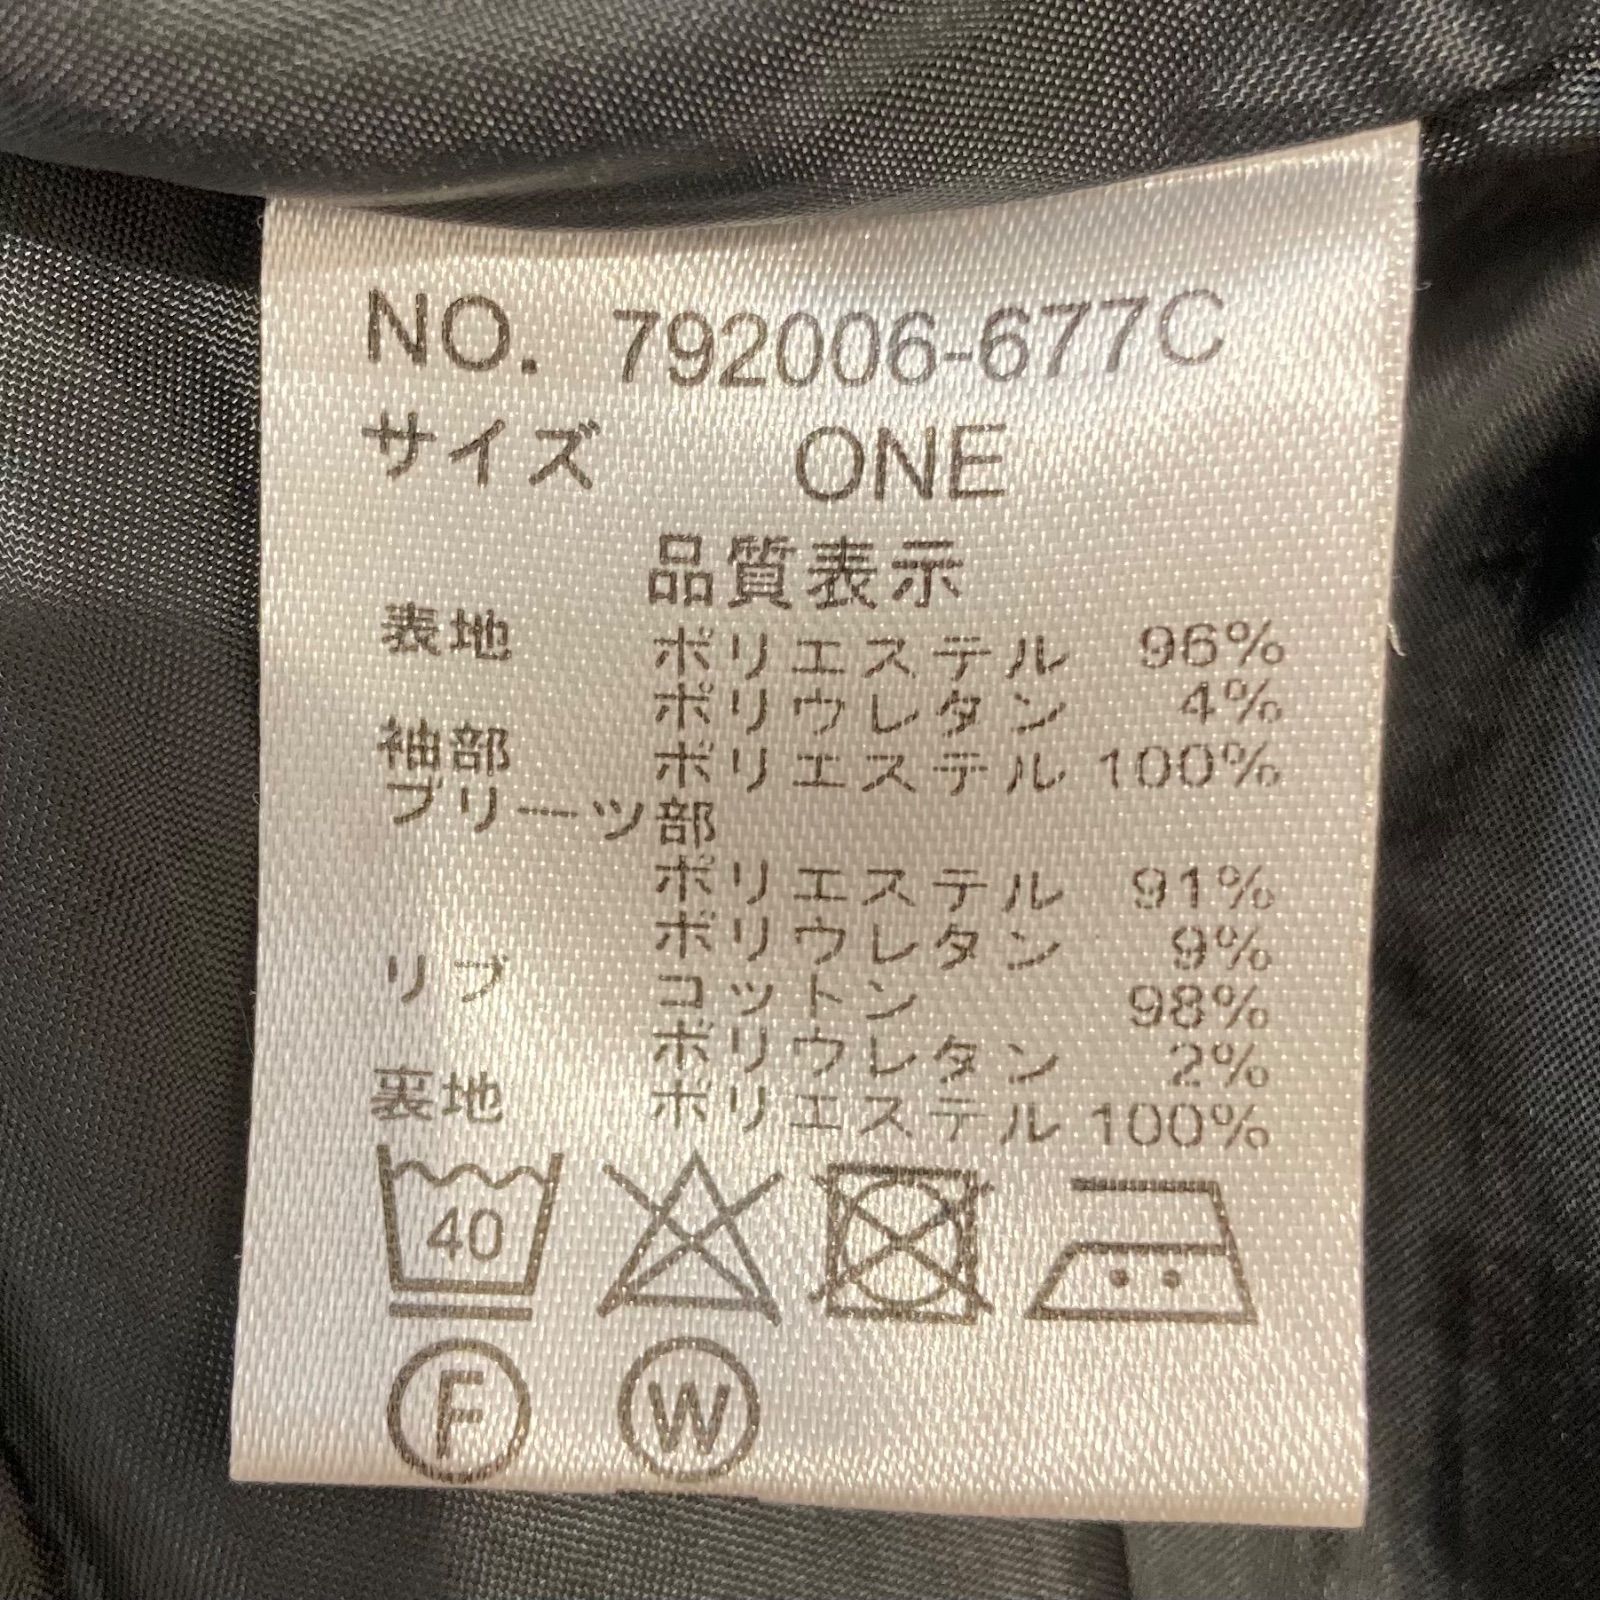 NO. 792006-677C
サイズ ONE
品質表示
表地 ポリエステル 96%
ポリウレタン 4%
袖部 ポリエステル 100%
プリーツ部
ポリエステル 91%
ポリウレタン 9%
リブ コットン 98%
ポリウレタン 2%
裏地 ポリエステル 100%
40
F W